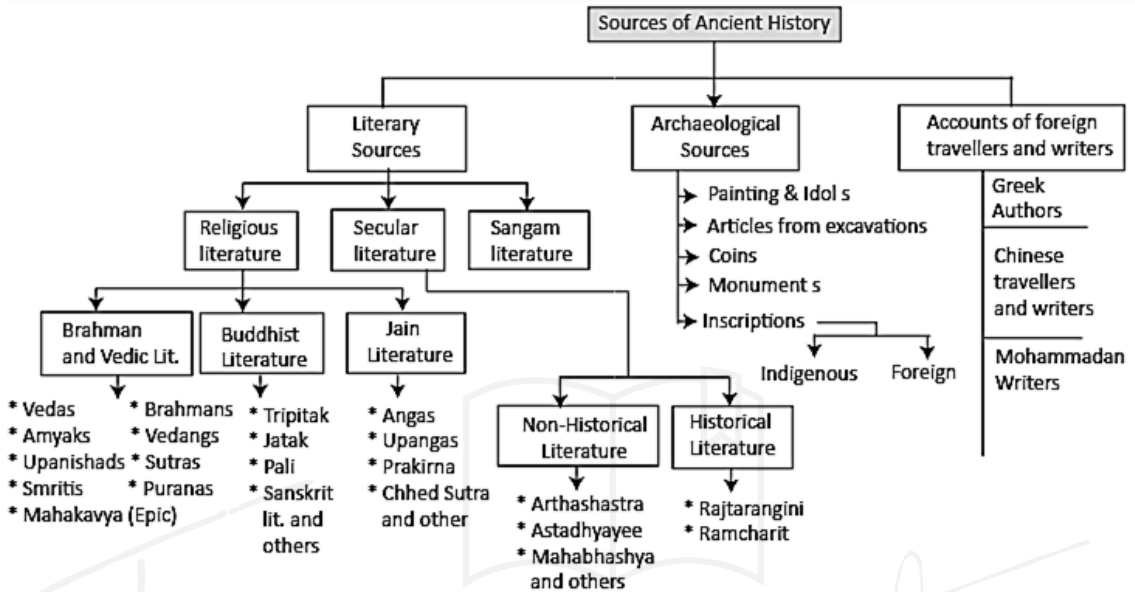 Sources of Ancient History
Literary
Sources
Archaeological
Sources
Accounts of foreign
travellers and writers
Religious
literature
Secular
literature
Sangam
literature
Painting & Idol s
Articles from excavations
Coins
Monument s
Inscriptions
Indigenous
Foreign
Greek
Authors
Chinese
travellers
and writers
Mohammadan
Writers
Brahman
and Vedic Lit.
Buddhist
Literature
Jain
Literature
* Vedas
* Amyaks
* Upanishads
* Smritis
* Mahakavya (Epic)
* Brahmans
* Vedangs
* Sutras
* Puranas
* Tripitak
* Jatak
* Pali
* Sanskrit
lit. and
others
* Angas
* Upangas
* Prakirna
* Chhed Sutra
and other
Non-Historical
Literature
Historical
Literature
* Arthashastra
* Astadhyayee
* Mahabhashya
and others
* Rajtarangini
* Ramcharit